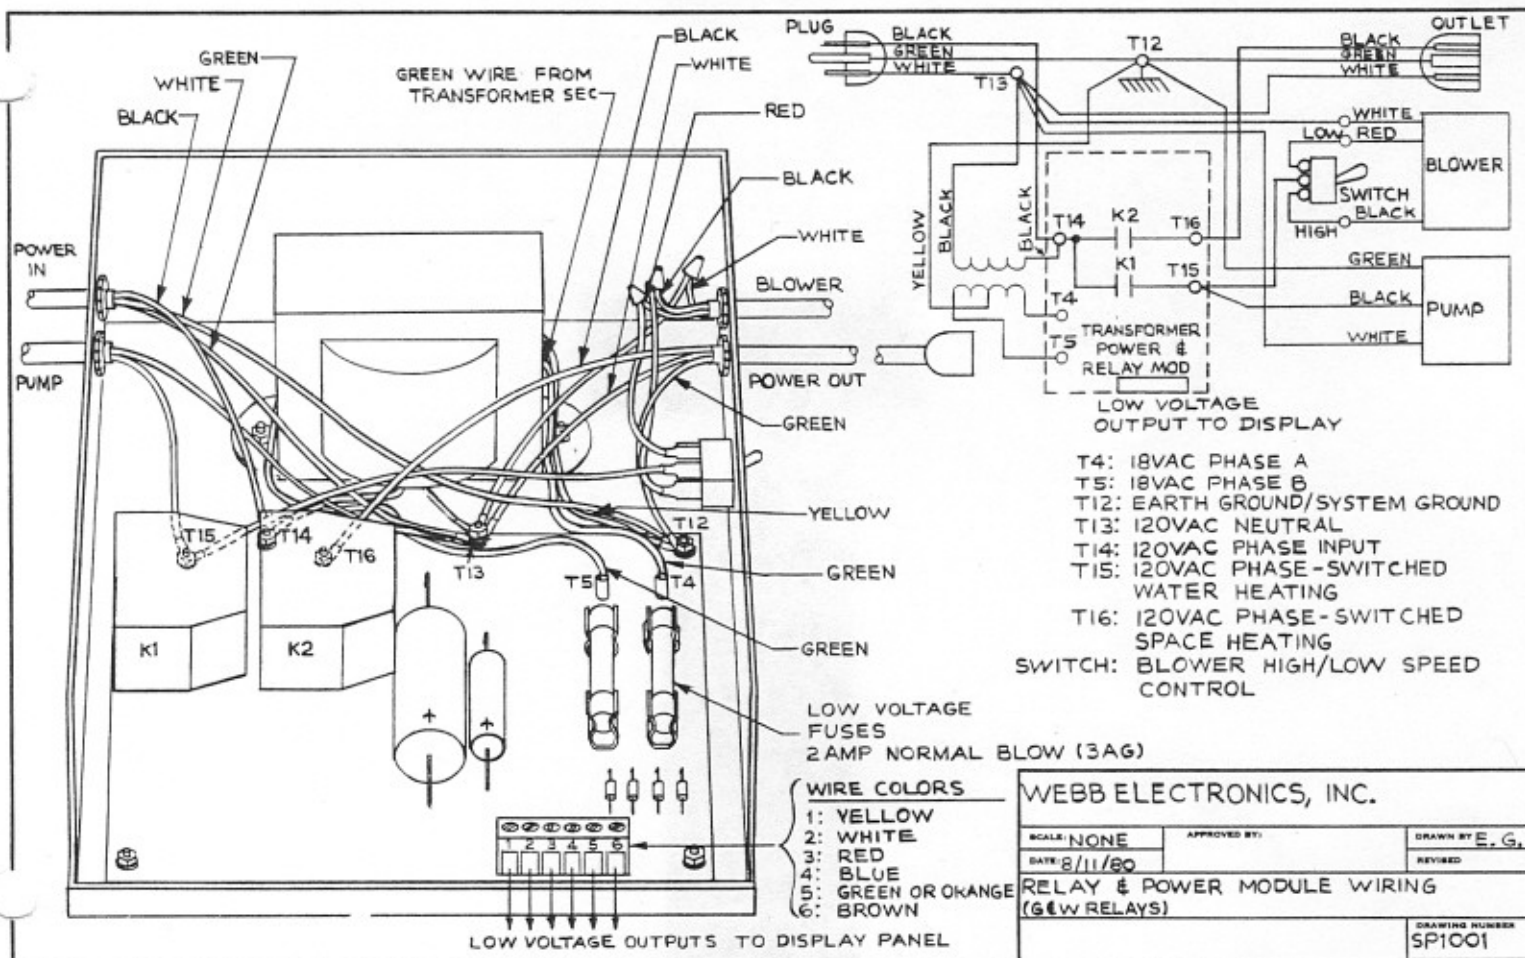 GREEN
WHITE
BLACK
GREEN WIRE FROM
TRANSFORMER SEC
BLACK
WHITE
RED
BLACK
WHITE
POWER
IN
PUMP
BLOWER
POWER OUT
GREEN
YELLOW
GREEN
GREEN
T15
T14
T16
T13
T12
T5
T4
K1
K2
+
+
LOW VOLTAGE
FUSES
2 AMP NORMAL BLOW (3AG)
WIRE COLORS
1: YELLOW
2: WHITE
3: RED
4: BLUE
5: GREEN OR ORANGE
6: BROWN
1 2 3 4 5 6
LOW VOLTAGE OUTPUTS TO DISPLAY PANEL
PLUG
BLACK
GREEN
WHITE
T13
T12
OUTLET
BLACK
GREEN
WHITE
WHITE
LOW RED
BLOWER
SWITCH
BLACK
HIGH
GREEN
BLACK
PUMP
WHITE
YELLOW
BLACK
BLACK
T14
K2
T16
K1
T15
T4
T5
TRANSFORMER
POWER &
RELAY MOD
LOW VOLTAGE
OUTPUT TO DISPLAY
T4: 18VAC PHASE A
T5: 18VAC PHASE B
T12: EARTH GROUND/SYSTEM GROUND
T13: 120VAC NEUTRAL
T14: 120VAC PHASE INPUT
T15: 120VAC PHASE-SWITCHED
WATER HEATING
T16: 120VAC PHASE-SWITCHED
SPACE HEATING
SWITCH: BLOWER HIGH/LOW SPEED
CONTROL
WEBB ELECTRONICS, INC.
SCALE: NONE
APPROVED BY:
DRAWN BY E.G.
DATE: 8/11/80
REVISED
RELAY & POWER MODULE WIRING
(G&W RELAYS)
DRAWING NUMBER
SP1001